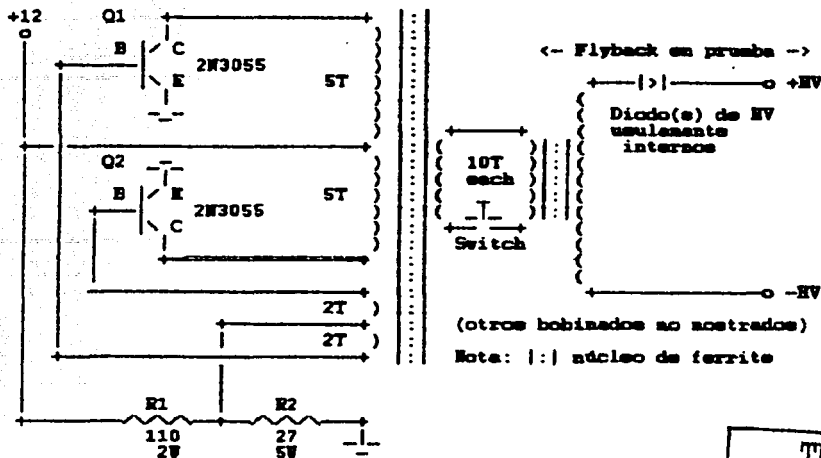 +12
Q1
B
C
E
2N3055
5T
<- Flyback en prueba ->
+HV
Diodo(s) de HV
usulamente
internos
Q2
B
E
C
2N3055
5T
10T
each
Switch
-HV
2T
2T
(otros bobinados no mostrados)
Nota: |:| núcleo de ferrite
R1
110
2W
R2
27
5W